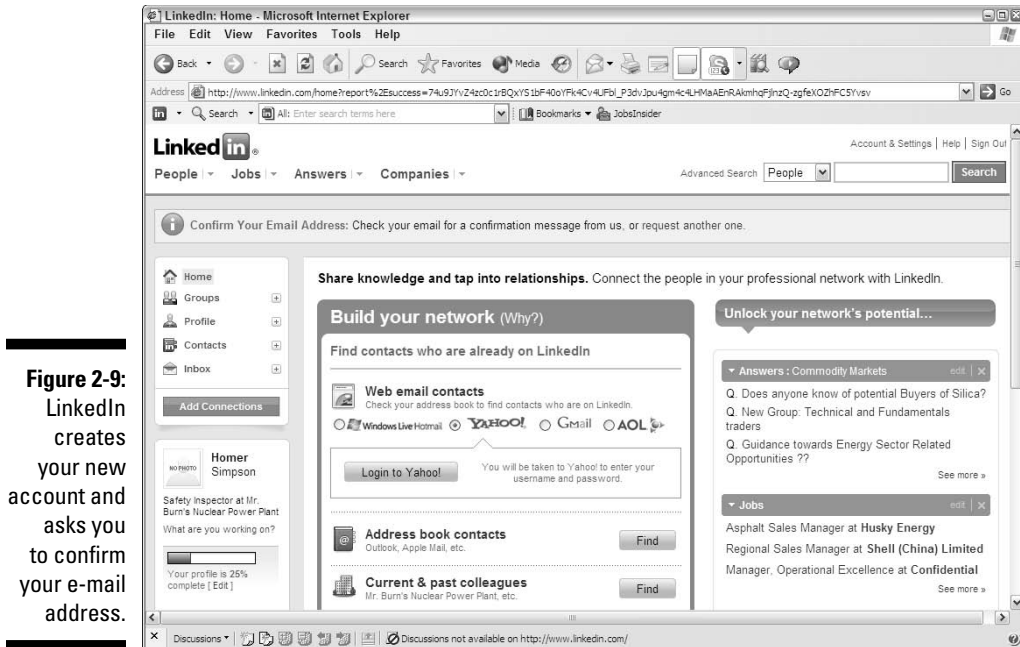 LinkedIn: Home - Microsoft Internet Explorer
File Edit View Favorites Tools Help
Back Search Favorites Media
Address http://www.linkedin.com/home?report%2Esuccess= Go
in Search All: Enter search terms here Bookmarks JobsInsider
Linked in ®
Account & Settings | Help | Sign Out
People Jobs Answers Companies
Advanced Search People Search
Confirm Your Email Address: Check your email for a confirmation message from us, or request another one.
Home
Groups
Profile
Contacts
Inbox
Add Connections
NO PHOTO
Homer
Simpson
Safety Inspector at Mr.
Burn's Nuclear Power Plant
What are you working on?
Your profile is 25%
complete [ Edit ]
Share knowledge and tap into relationships. Connect the people in your professional network with LinkedIn.
Build your network (Why?)
Find contacts who are already on LinkedIn
Web email contacts
Check your address book to find contacts who are on LinkedIn.
Windows Live Hotmail YAHOO! Gmail AOL
Login to Yahoo!
You will be taken to Yahoo! to enter your
username and password.
Address book contacts
Outlook, Apple Mail, etc.
Find
Current & past colleagues
Mr. Burn's Nuclear Power Plant, etc.
Find
Unlock your network's potential...
Answers : Commodity Markets edit x
Q. Does anyone know of potential Buyers of Silica?
Q. New Group: Technical and Fundamentals
traders
Q. Guidance towards Energy Sector Related
Opportunities ??
See more »
Jobs edit x
Asphalt Sales Manager at Husky Energy
Regional Sales Manager at Shell (China) Limited
Manager, Operational Excellence at Confidential
See more »
Discussions Discussions not available on http://www.linkedin.com/
Figure 2-9:
LinkedIn
creates
your new
account and
asks you
to confirm
your e-mail
address.